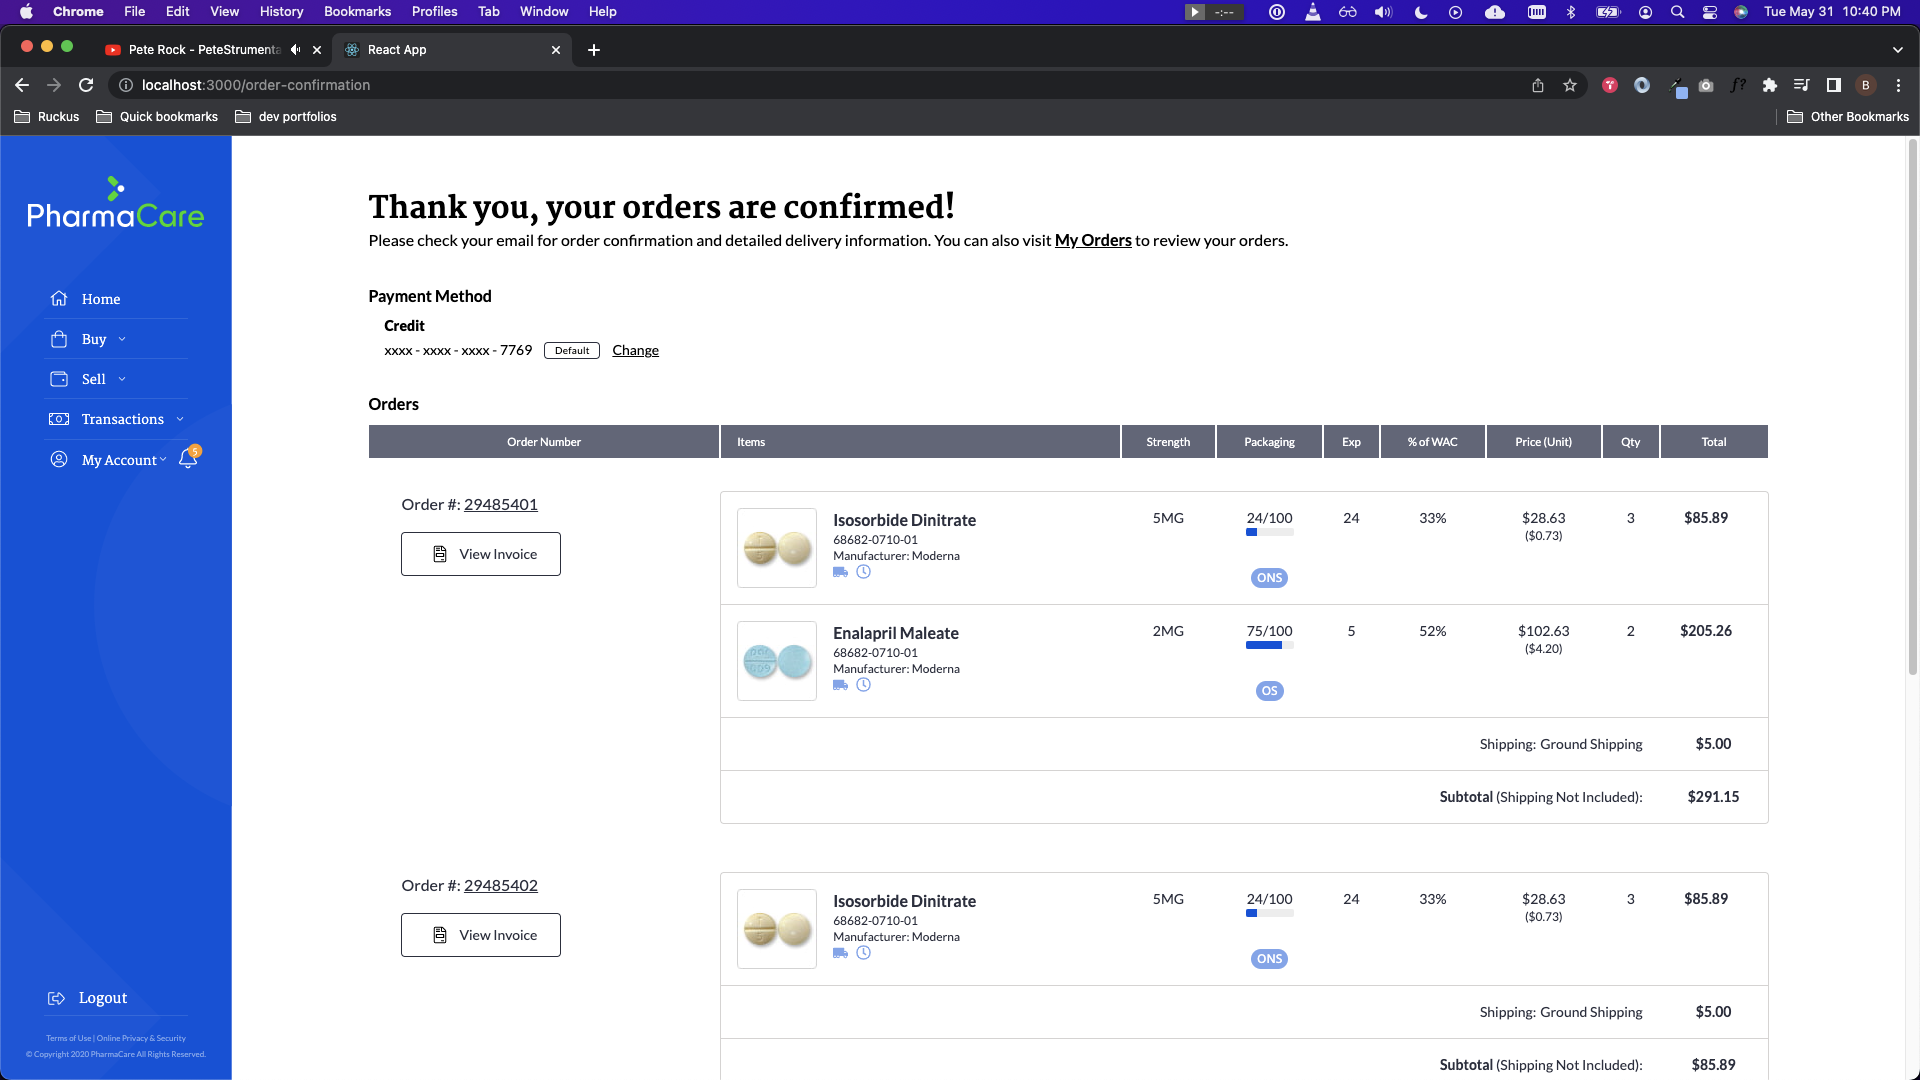 Chrome File Edit View History Bookmarks Profiles Tab Window Help
-:--
Tue May 31 10:40 PM
Pete Rock - PeteStrumenta
React App
localhost:3000/order-confirmation
f?
B
Ruckus
Quick bookmarks
dev portfolios
Other Bookmarks
PharmaCare
Home
Buy
Sell
Transactions
My Account
5
Logout
Terms of Use | Online Privacy & Security
© Copyright 2020 PharmaCare All Rights Reserved.
Thank you, your orders are confirmed!
Please check your email for order confirmation and detailed delivery information. You can also visit My Orders to review your orders.
Payment Method
Credit
xxxx - xxxx - xxxx - 7769 Default Change
Orders
Order Number Items Strength Packaging Exp % of WAC Price (Unit) Qty Total
Order #: 29485401
View Invoice
Isosorbide Dinitrate 5MG 24/100 24 33% $28.63 3 $85.89
68682-0710-01 ($0.73)
Manufacturer: Moderna
ONS
Enalapril Maleate 2MG 75/100 5 52% $102.63 2 $205.26
68682-0710-01 ($4.20)
Manufacturer: Moderna
OS
Shipping: Ground Shipping $5.00
Subtotal (Shipping Not Included): $291.15
Order #: 29485402
View Invoice
Isosorbide Dinitrate 5MG 24/100 24 33% $28.63 3 $85.89
68682-0710-01 ($0.73)
Manufacturer: Moderna
ONS
Shipping: Ground Shipping $5.00
Subtotal (Shipping Not Included): $85.89